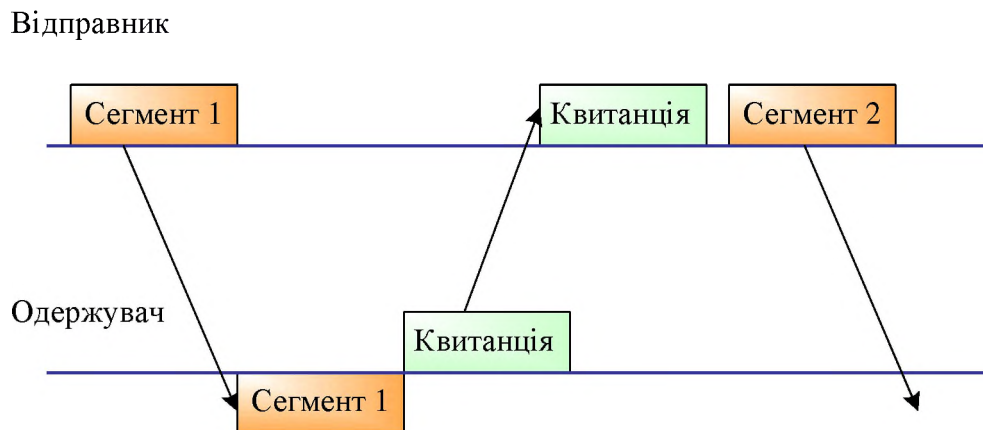 Відправник
Сегмент 1
Квитанція
Сегмент 2
Одержувач
Квитанція
Сегмент 1